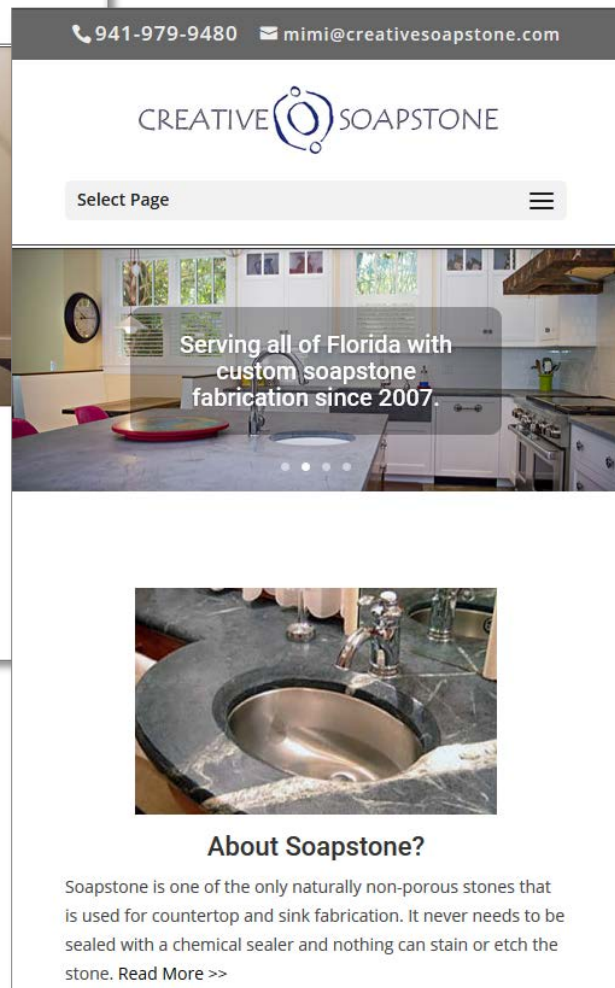 941-979-9480 mimi@creativesoapstone.com
CREATIVE SOAPSTONE
Select Page
Serving all of Florida with
custom soapstone
fabrication since 2007.
About Soapstone?
Soapstone is one of the only naturally non-porous stones that
is used for countertop and sink fabrication. It never needs to be
sealed with a chemical sealer and nothing can stain or etch the
stone. Read More >>